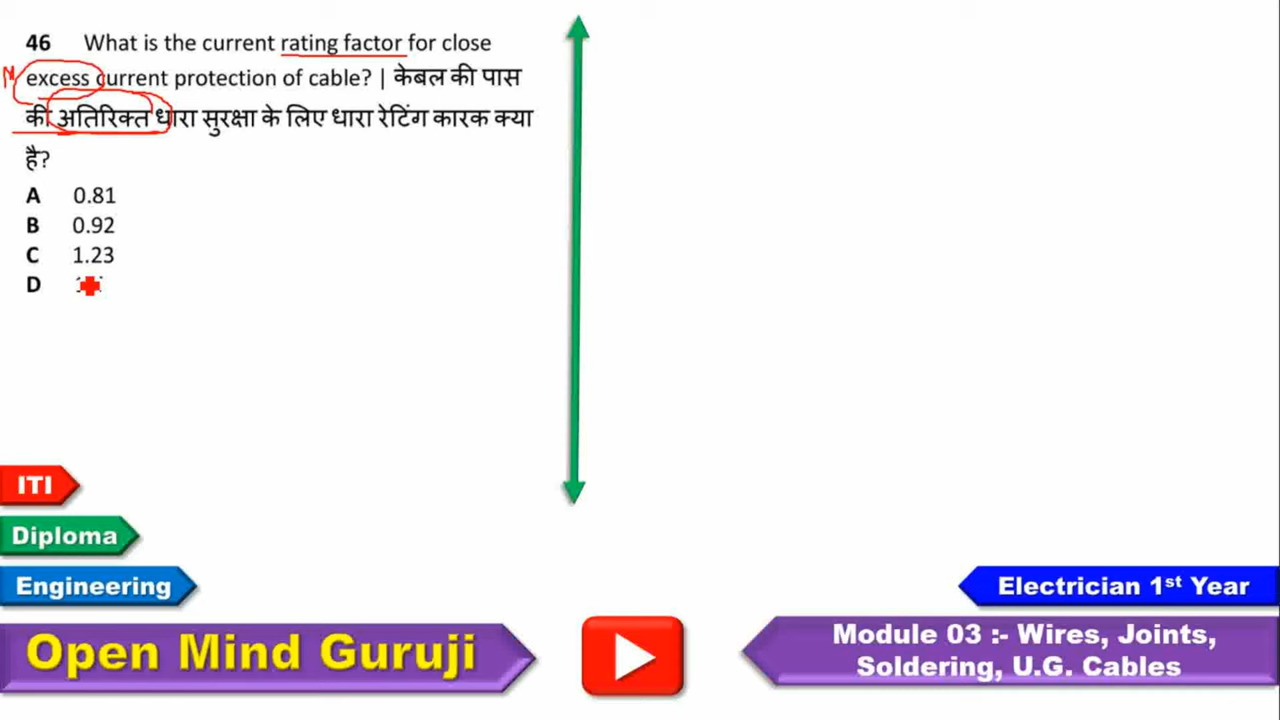 46 What is the current rating factor for close
excess current protection of cable? | केबल की पास
की अतिरिक्त धारा सुरक्षा के लिए धारा रेटिंग कारक क्या
है?
A 0.81
B 0.92
C 1.23
D
ITI
Diploma
Engineering
Open Mind Guruji
Electrician 1st Year
Module 03 :- Wires, Joints,
Soldering, U.G. Cables